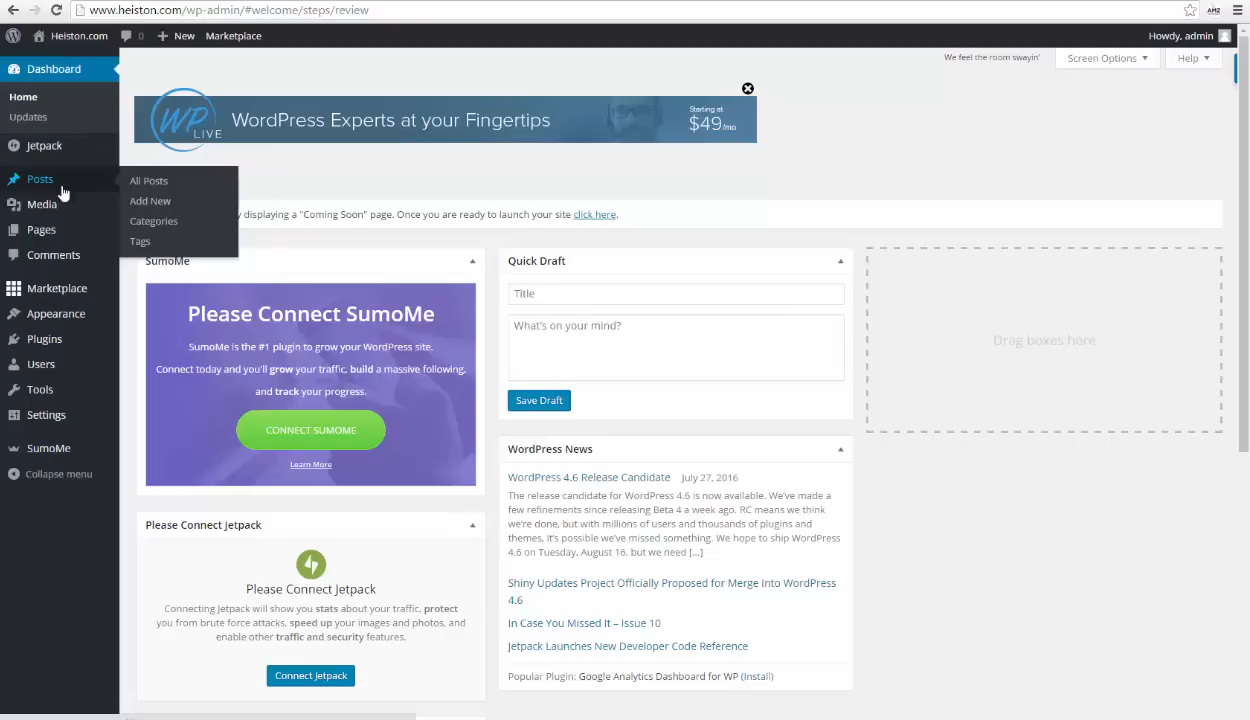 www.heiston.com/wp-admin/#welcome/steps/review
AMZ
Heiston.com 0 New Marketplace
Howdy, admin
We feel the room swayin'
Screen Options
Help
Dashboard
Home
Updates
Jetpack
Posts
Media
Pages
Comments
Marketplace
Appearance
Plugins
Users
Tools
Settings
SumoMe
Collapse menu
All Posts
Add New
Categories
Tags
WP LIVE
WordPress Experts at your Fingertips
Starting at
$49/mo
displaying a "Coming Soon" page. Once you are ready to launch your site click here.
SumoMe
Please Connect SumoMe
SumoMe is the #1 plugin to grow your WordPress site.
Connect today and you'll grow your traffic, build a massive following,
and track your progress.
CONNECT SUMOME
Learn More
Please Connect Jetpack
Please Connect Jetpack
Connecting Jetpack will show you stats about your traffic, protect
you from brute force attacks, speed up your images and photos, and
enable other traffic and security features.
Connect Jetpack
Quick Draft
Title
What's on your mind?
Save Draft
WordPress News
WordPress 4.6 Release Candidate July 27, 2016
The release candidate for WordPress 4.6 is now available. We've made a
few refinements since releasing Beta 4 a week ago. RC means we think
we're done, but with millions of users and thousands of plugins and
themes, it's possible we've missed something. We hope to ship WordPress
4.6 on Tuesday, August 16, but we need [...]
Shiny Updates Project Officially Proposed for Merge Into WordPress
4.6
In Case You Missed It – Issue 10
Jetpack Launches New Developer Code Reference
Popular Plugin: Google Analytics Dashboard for WP (Install)
Drag boxes here